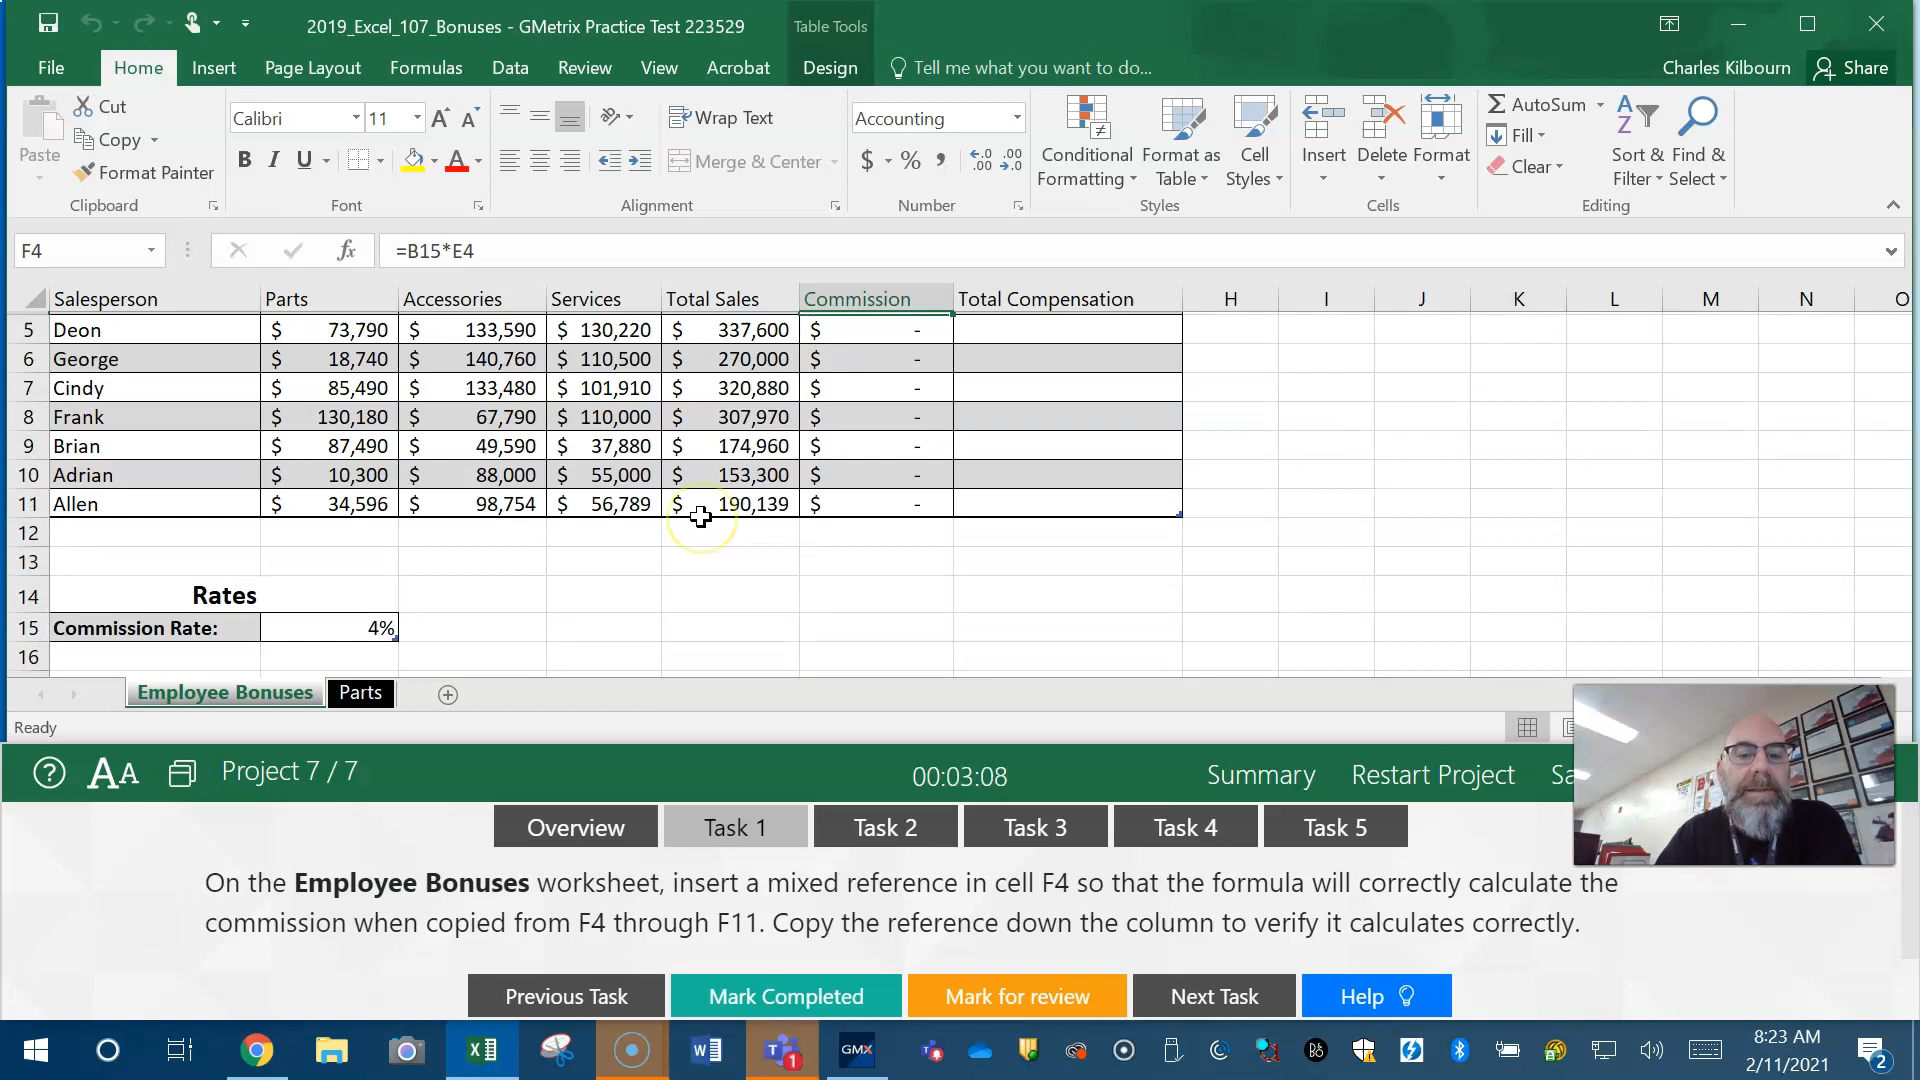 2019_Excel_107_Bonuses - GMetrix Practice Test 223529
Table Tools
File Home Insert Page Layout Formulas Data Review View Acrobat Design Tell me what you want to do... Charles Kilbourn Share
Paste
Cut
Copy
Format Painter
Clipboard
Calibri 11
A A
B I U A
Font
Wrap Text
Merge & Center
Alignment
Accounting
$ % , .00 .0
Number
Conditional Formatting
Format as Table
Cell Styles
Styles
Insert Delete Format
Cells
AutoSum
Fill
Clear
Sort & Filter
Find & Select
Editing
F4 fx =B15*E4
Salesperson Parts Accessories Services Total Sales Commission Total Compensation H I J K L M N O
5 Deon $ 73,790 $ 133,590 $ 130,220 $ 337,600 $ -
6 George $ 18,740 $ 140,760 $ 110,500 $ 270,000 $ -
7 Cindy $ 85,490 $ 133,480 $ 101,910 $ 320,880 $ -
8 Frank $ 130,180 $ 67,790 $ 110,000 $ 307,970 $ -
9 Brian $ 87,490 $ 49,590 $ 37,880 $ 174,960 $ -
10 Adrian $ 10,300 $ 88,000 $ 55,000 $ 153,300 $ -
11 Allen $ 34,596 $ 98,754 $ 56,789 $ 190,139 $ -
12
13
14 Rates
15 Commission Rate: 4%
16
Employee Bonuses Parts
Ready
? AA Project 7 / 7 00:03:08 Summary Restart Project Sa
Overview Task 1 Task 2 Task 3 Task 4 Task 5
On the Employee Bonuses worksheet, insert a mixed reference in cell F4 so that the formula will correctly calculate the
commission when copied from F4 through F11. Copy the reference down the column to verify it calculates correctly.
Previous Task Mark Completed Mark for review Next Task Help
GMX
8:23 AM
2/11/2021
2